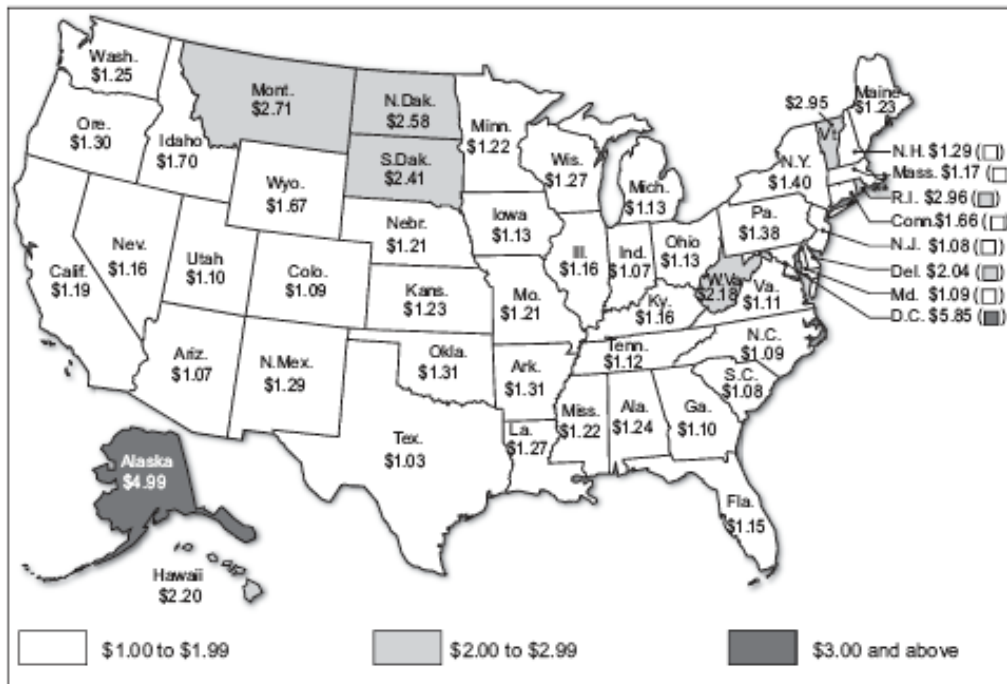 Wash.
$1.25
Ore.
$1.30
Idaho
$1.70
Mont.
$2.71
N.Dak.
$2.58
S.Dak.
$2.41
Wyo.
$1.67
Minn.
$1.22
Wis.
$1.27
Mich.
$1.13
Nebr.
$1.21
Iowa
$1.13
Nev.
$1.16
Utah
$1.10
Colo.
$1.09
Calif.
$1.19
Kans.
$1.23
Mo.
$1.21
Ill.
$1.16
Ind.
$1.07
Ohio
$1.13
Ky.
$1.16
W.Va
$2.18
Va.
$1.11
Pa.
$1.38
N.Y.
$1.40
$2.95
Vt.
Maine
$1.23
N.H. $1.29
Mass. $1.17
R.I. $2.96
Conn.$1.66
N.J. $1.08
Del. $2.04
Md. $1.09
D.C. $5.85
Ariz.
$1.07
N.Mex.
$1.29
Okla.
$1.31
Ark.
$1.31
Tenn.
$1.12
N.C.
$1.09
S.C.
$1.08
Tex.
$1.03
La.
$1.27
Miss.
$1.22
Ala.
$1.24
Ga.
$1.10
Fla.
$1.15
Alaska
$4.99
Hawaii
$2.20
$1.00 to $1.99
$2.00 to $2.99
$3.00 and above